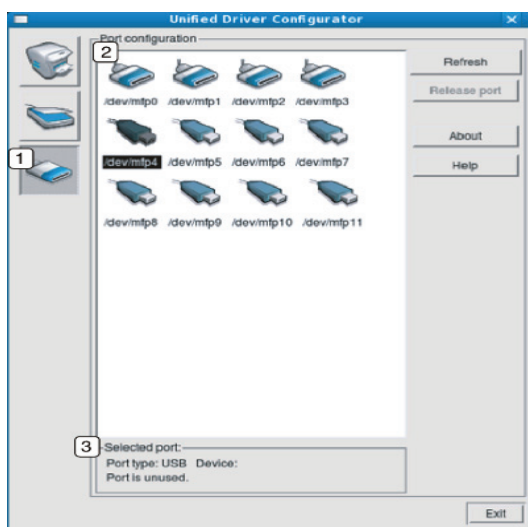 Unified Driver Configurator
Port configuration
2
/dev/mfp0 /dev/mfp1 /dev/mfp2 /dev/mfp3
/dev/mfp4 /dev/mfp5 /dev/mfp6 /dev/mfp7
/dev/mfp8 /dev/mfp9 /dev/mfp10 /dev/mfp11
Refresh
Release port
About
Help
1
3
Selected port:
Port type: USB Device:
Port is unused.
Exit